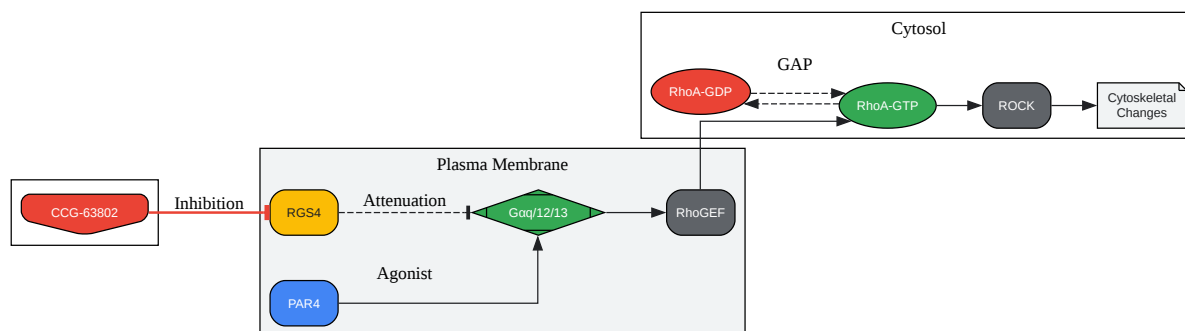 Cytosol
GAP
RhoA-GDP
RhoA-GTP
ROCK
Cytoskeletal
Changes
Plasma Membrane
CCG-63802
Inhibition
RGS4
Attenuation
Gαq/12/13
RhoGEF
Agonist
PAR4